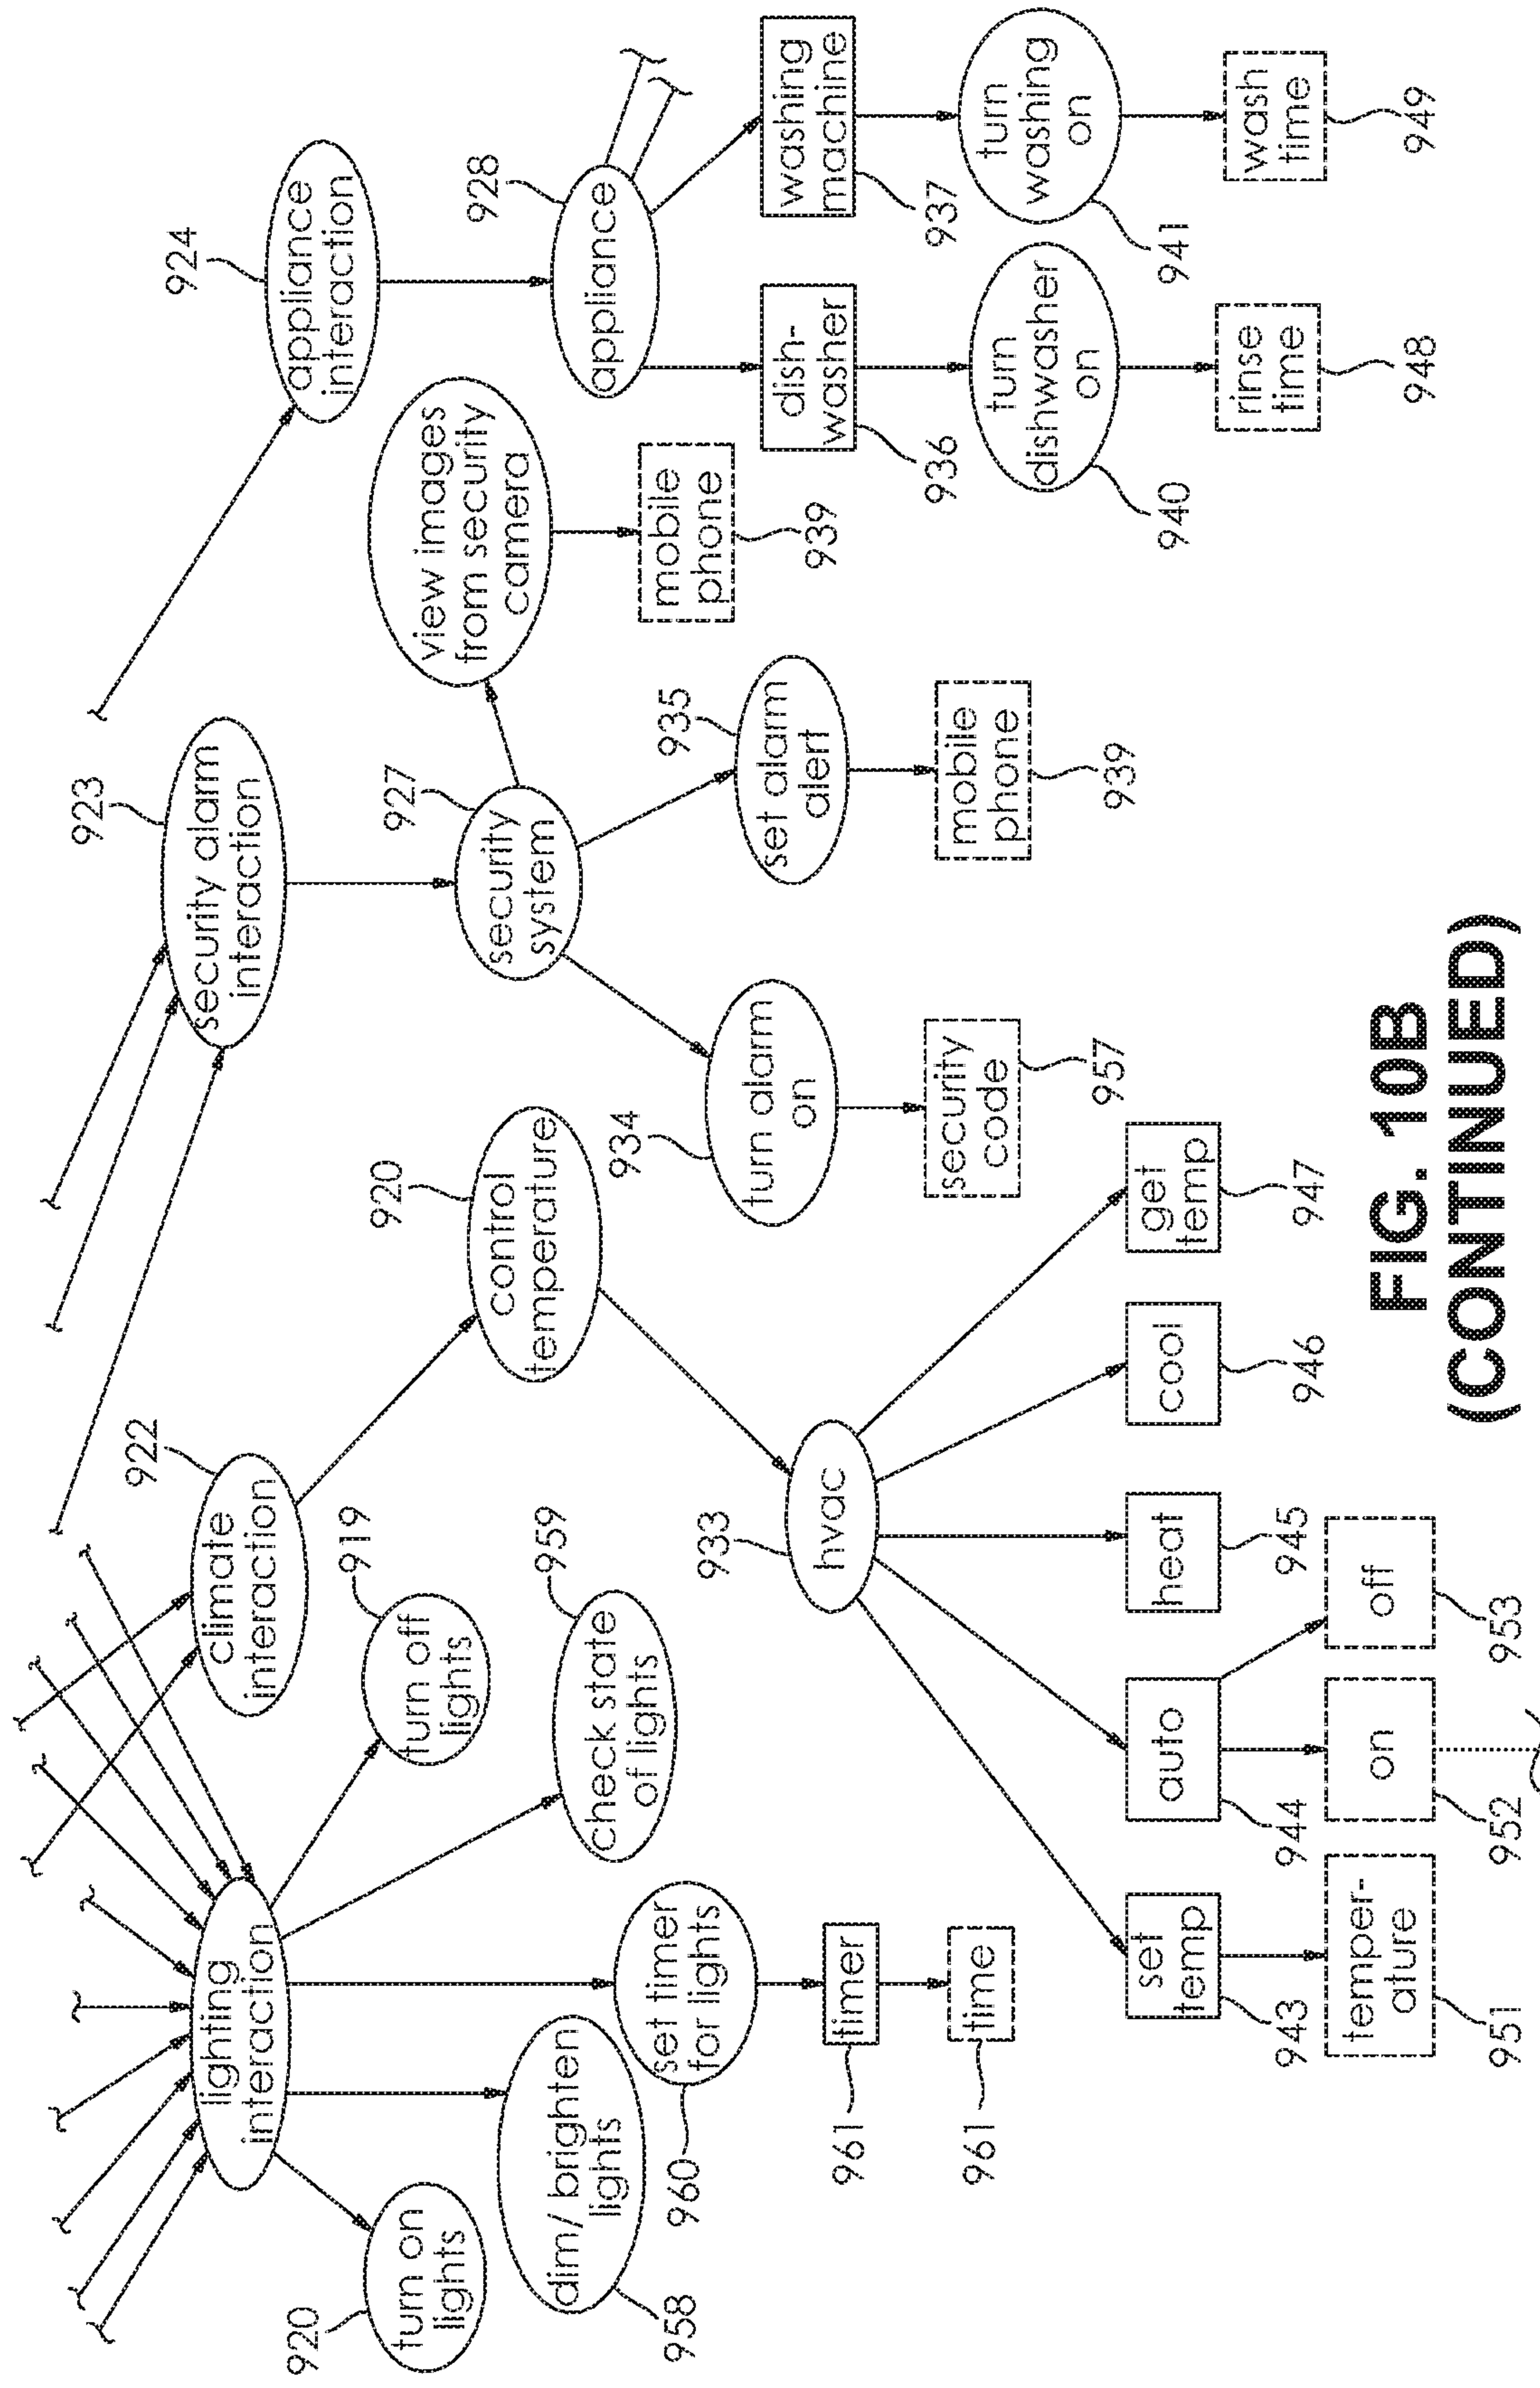 lighting
interaction
climate
interaction
922
security alarm
interaction
923
appliance
interaction
924
turn on
lights
920
dim/ brighten
lights
958
set timer
for lights
960
timer
961
time
961
turn off
lights
919
check state
of lights
959
control
temperature
920
hvac
933
set
temp
943
temper-
ature
951
auto
944
on
952
off
953
heat
945
cool
946
get
temp
947
security
system
927
turn alarm
on
934
security
code
957
set alarm
alert
935
mobile
phone
939
view images
from security
camera
mobile
phone
939
appliance
928
dish-
washer
936
turn
dishwasher
on
940
rinse
time
948
washing
machine
937
turn
washing
on
941
wash
time
949
FIG. 10B
(CONTINUED)